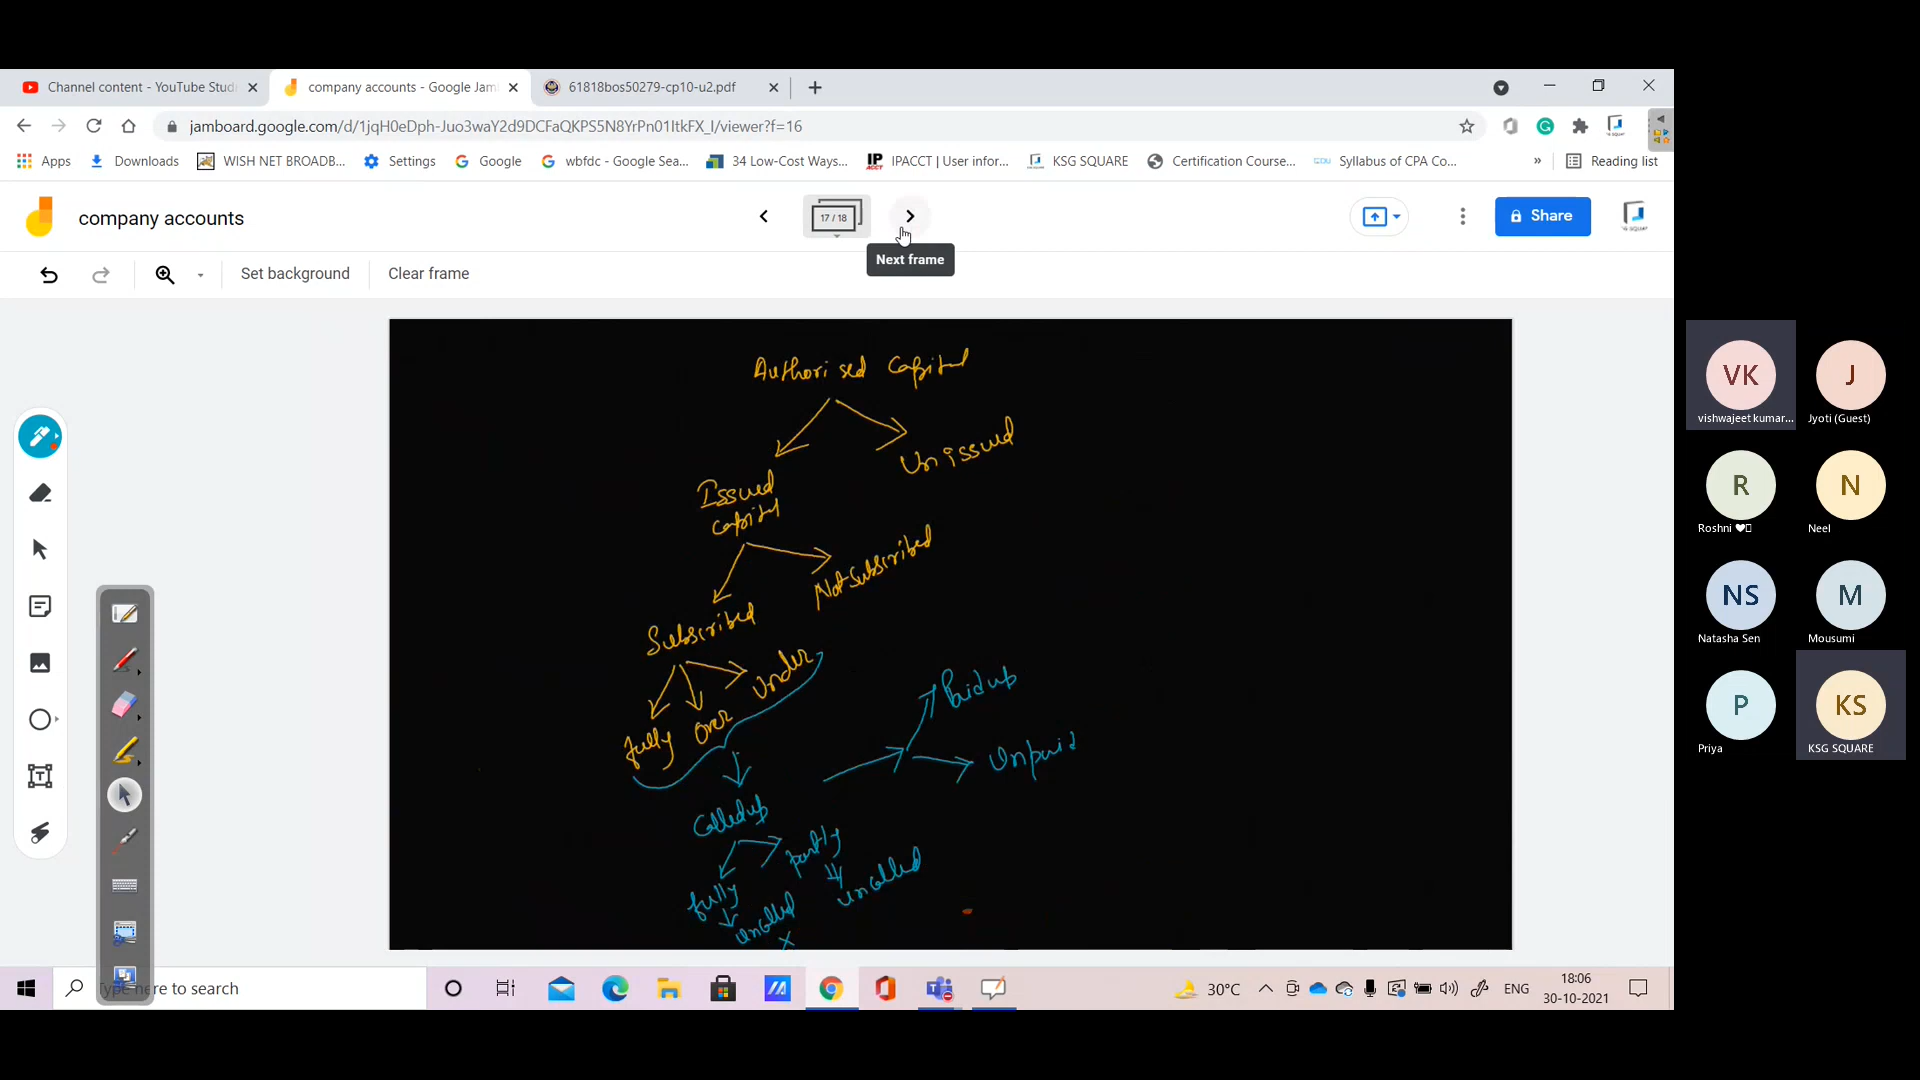 Channel content - YouTube Stud
company accounts - Google Jam
61818bos50279-cp10-u2.pdf
jamboard.google.com/d/1jqH0eDph-Juo3waY2d9DCFaQKPS5N8YrPn01ItkFX_I/viewer?f=16
Apps
Downloads
WISH NET BROADB...
Settings
Google
wbfdc - Google Sea...
34 Low-Cost Ways...
IPACCT | User infor...
KSG SQUARE
Certification Course...
Syllabus of CPA Co...
»
Reading list
company accounts
17 / 18
Share
Next frame
Set background
Clear frame
Authorised Capital
Unissued
Issued
capital
Not subscribed
Subscribed
Under
Over
fully
Paidup
Unpaid
Calledup
partly
fully
uncalled
uncalled
x
VK
vishwajeet kumar...
J
Jyoti (Guest)
R
Roshni ❤
N
Neel
NS
Natasha Sen
M
Mousumi
P
Priya
KS
KSG SQUARE
Type here to search
30°C
ENG
18:06
30-10-2021